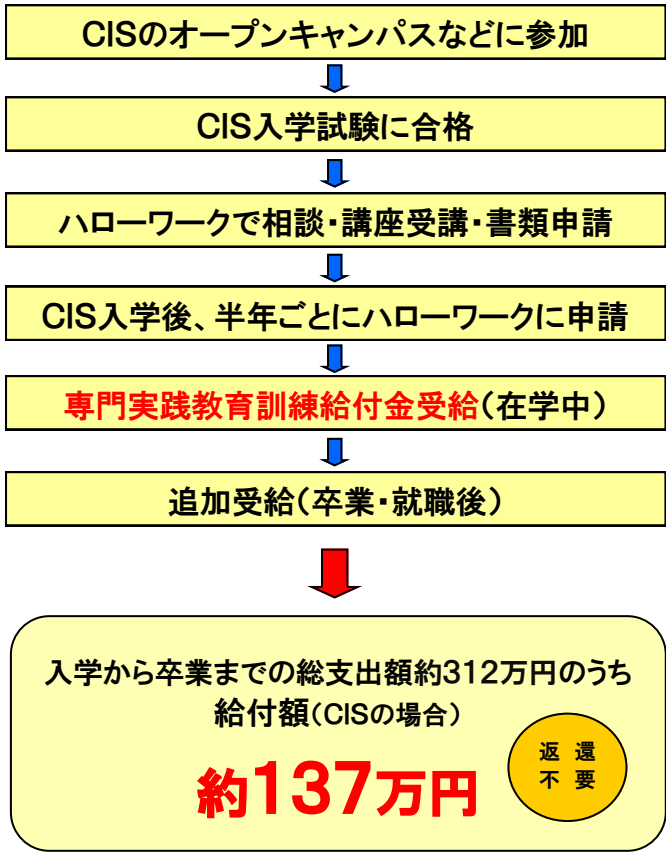 CISのオープンキャンパスなどに参加
CIS入学試験に合格
ハローワークで相談・講座受講・書類申請
CIS入学後、半年ごとにハローワークに申請
専門実践教育訓練給付金受給(在学中)
追加受給(卒業・就職後)
入学から卒業までの総支出額約312万円のうち
給付額(CISの場合)
約137万円
返還
不要